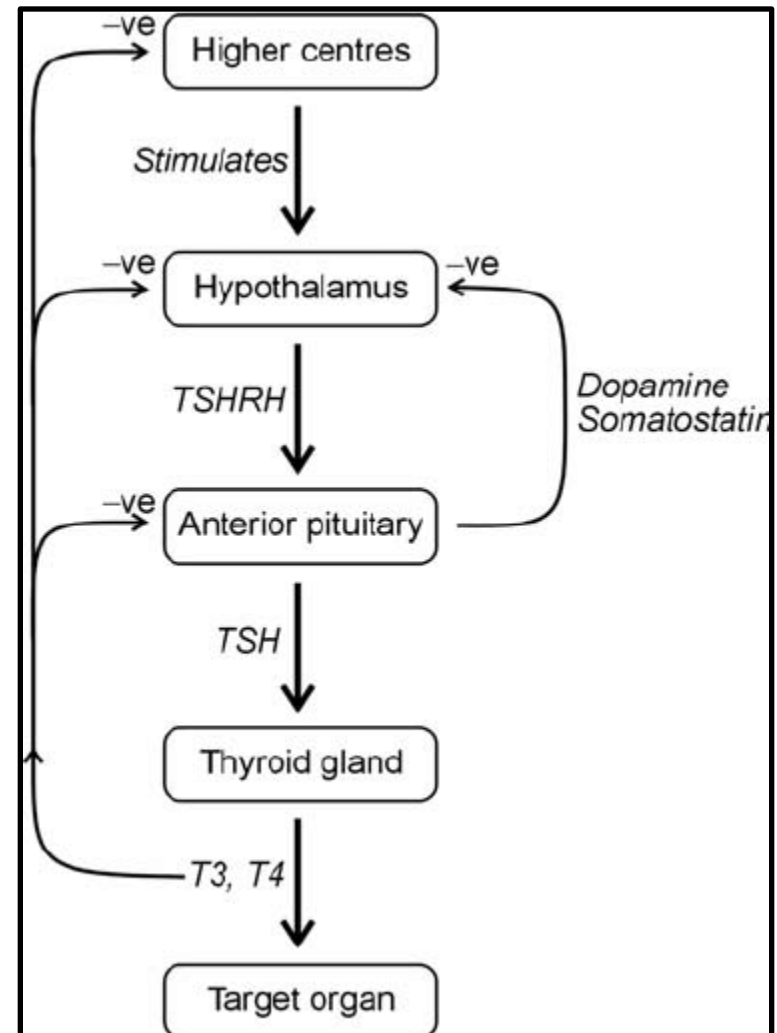 –ve
Higher centres
Stimulates
–ve
–ve
Hypothalamus
TSHRH
Dopamine
Somatostatin
–ve
Anterior pituitary
TSH
Thyroid gland
T3, T4
Target organ